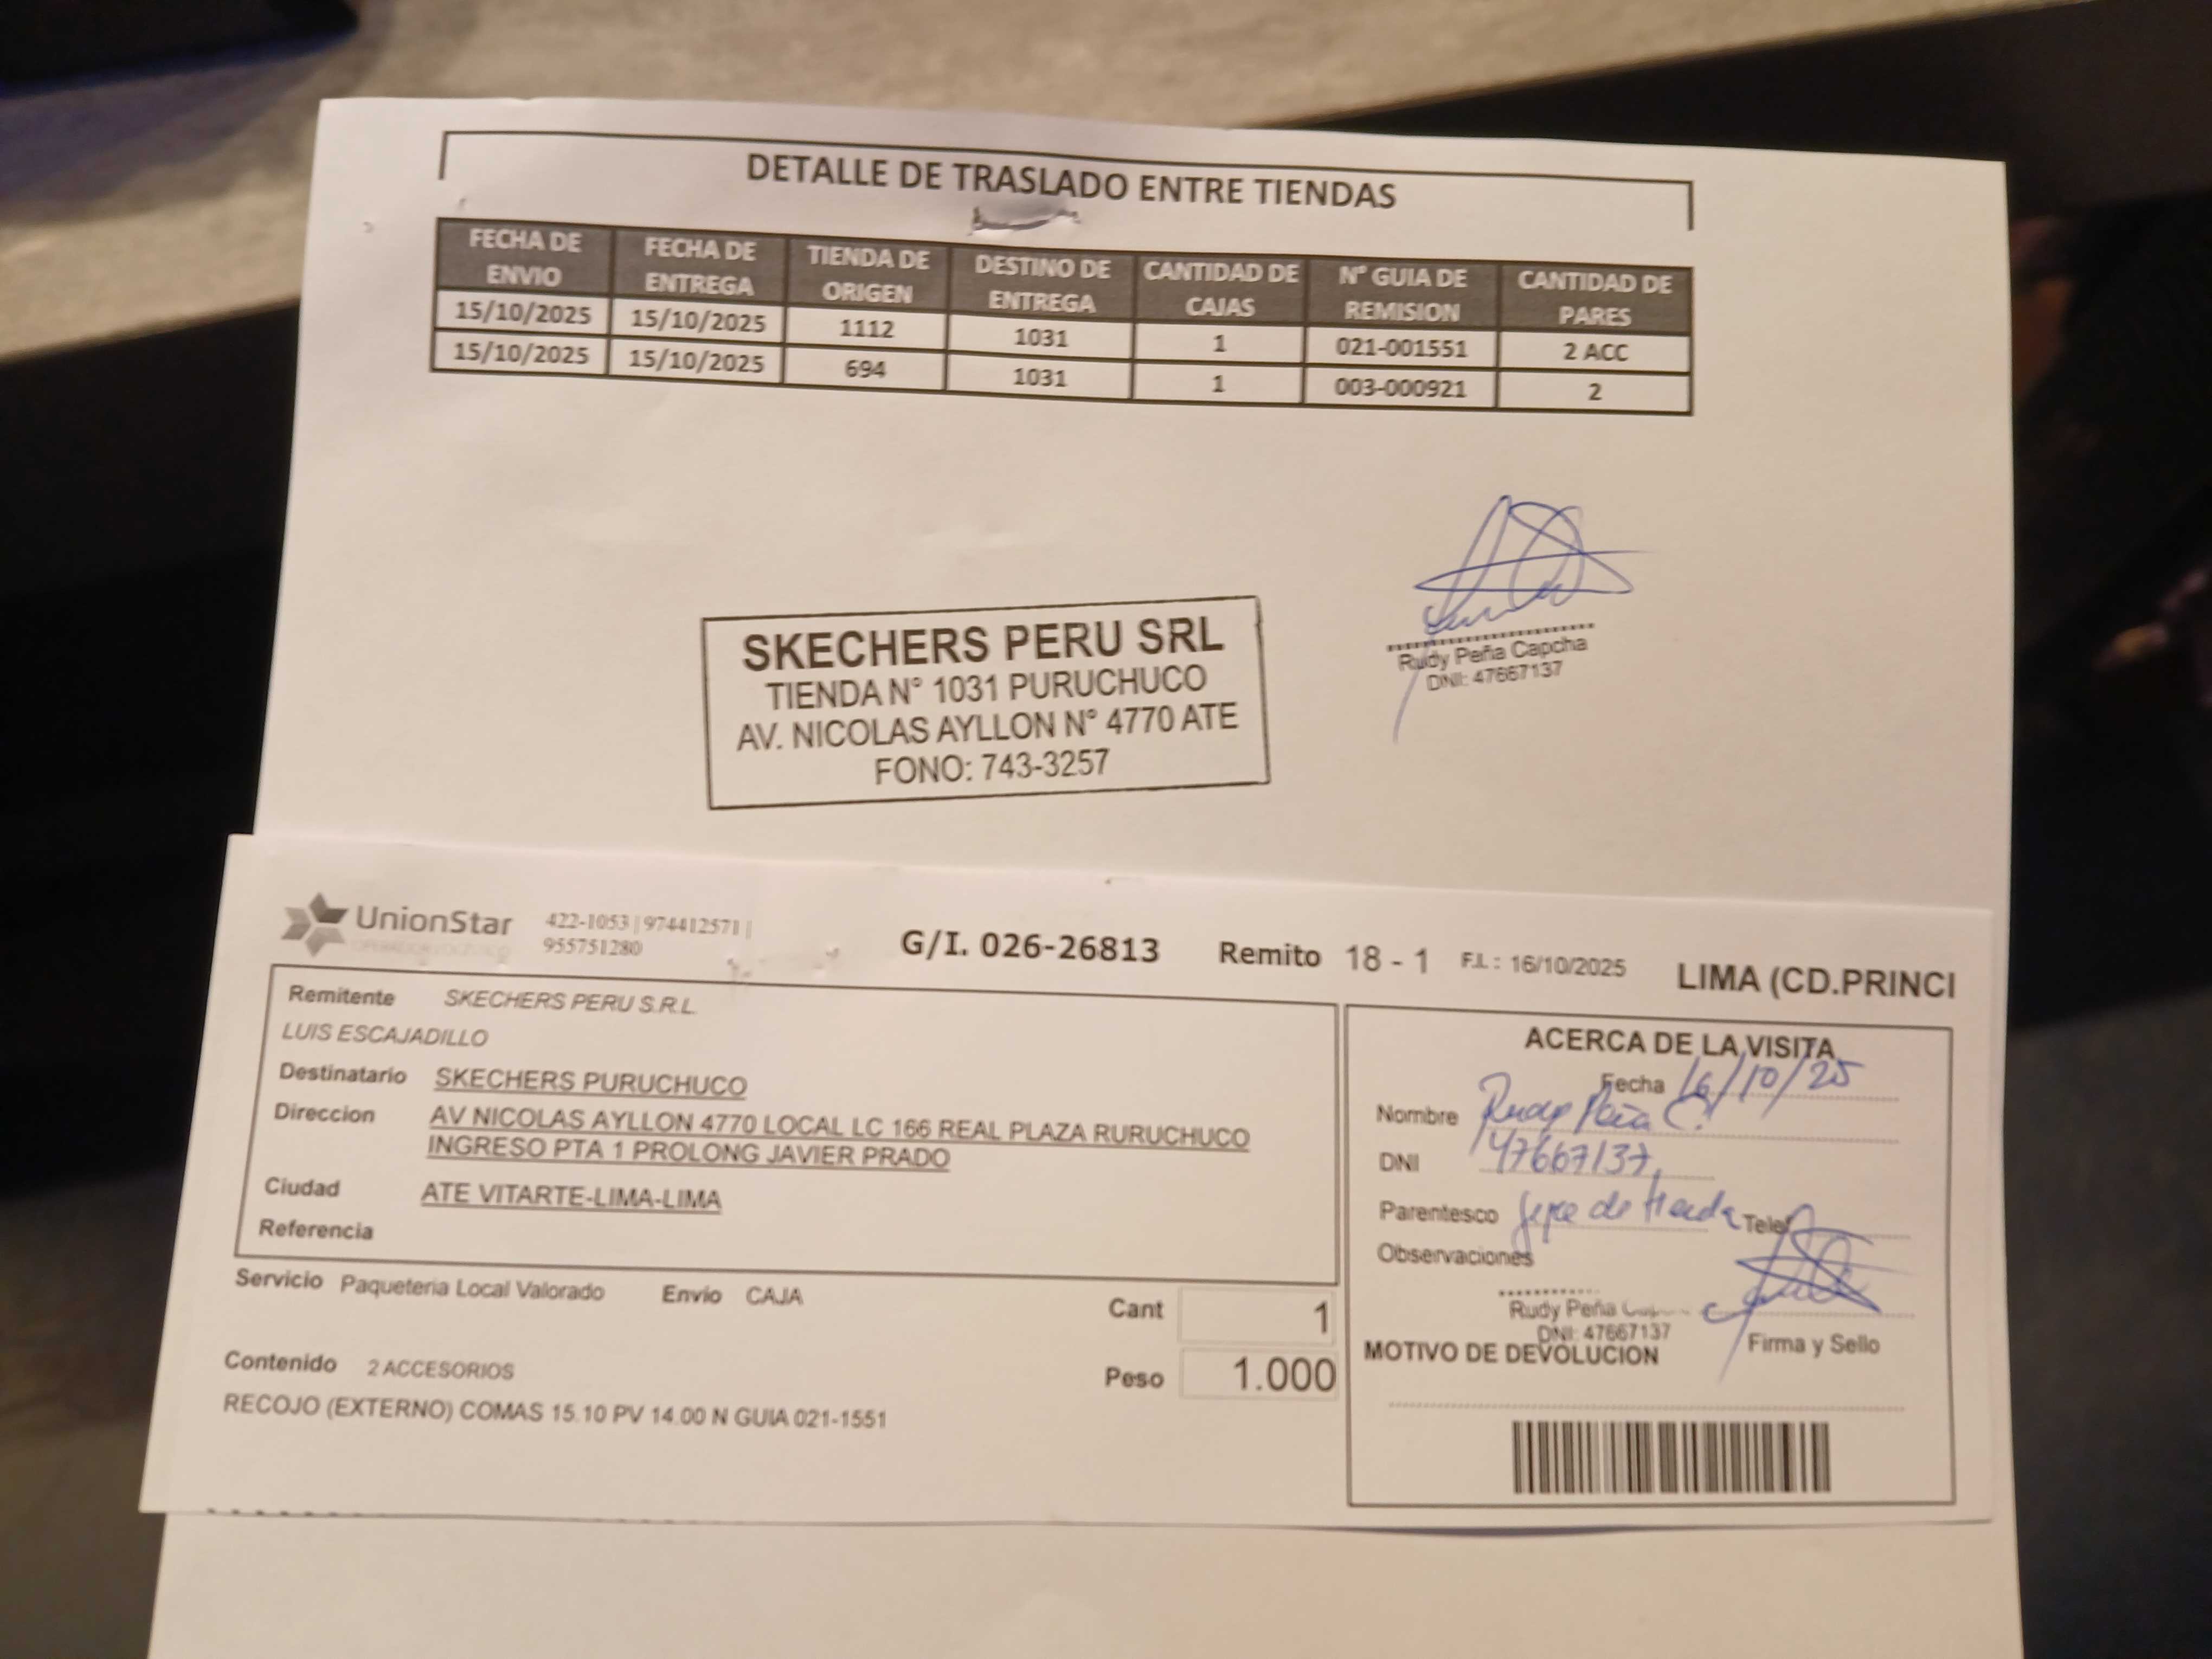 DETALLE DE TRASLADO ENTRE TIENDAS
FECHA DE ENVIO FECHA DE ENTREGA TIENDA DE ORIGEN DESTINO DE ENTREGA CANTIDAD DE CAJAS N° GUIA DE REMISION CANTIDAD DE PARES
15/10/2025 15/10/2025 1112 1031 1 021-001551 2 ACC
15/10/2025 15/10/2025 694 1031 1 003-000921 2
Rudy Peña Capcha
DNI: 47667137
SKECHERS PERU SRL
TIENDA N° 1031 PURUCHUCO
AV. NICOLAS AYLLON N° 4770 ATE
FONO: 743-3257
UnionStar 422-1053 | 974412571 |
955751280
G/I. 026-26813 Remito 18 - 1 F.I.: 16/10/2025 LIMA (CD.PRINCI
Remitente SKECHERS PERU S.R.L.
LUIS ESCAJADILLO
Destinatario SKECHERS PURUCHUCO
Direccion AV NICOLAS AYLLON 4770 LOCAL LC 166 REAL PLAZA RURUCHUCO
INGRESO PTA 1 PROLONG JAVIER PRADO
Ciudad ATE VITARTE-LIMA-LIMA
Referencia
Servicio Paqueteria Local Valorado Envio CAJA
Cant 1
Contenido 2 ACCESORIOS
Peso 1.000
RECOJO (EXTERNO) COMAS 15.10 PV 14.00 N GUIA 021-1551
ACERCA DE LA VISITA
Fecha 16/10/25
Nombre Rudy Peña C.
DNI 47667137
Parentesco Jefe de tienda Telef
Observaciones
Rudy Peña
DNI: 47667137
Firma y Sello
MOTIVO DE DEVOLUCION